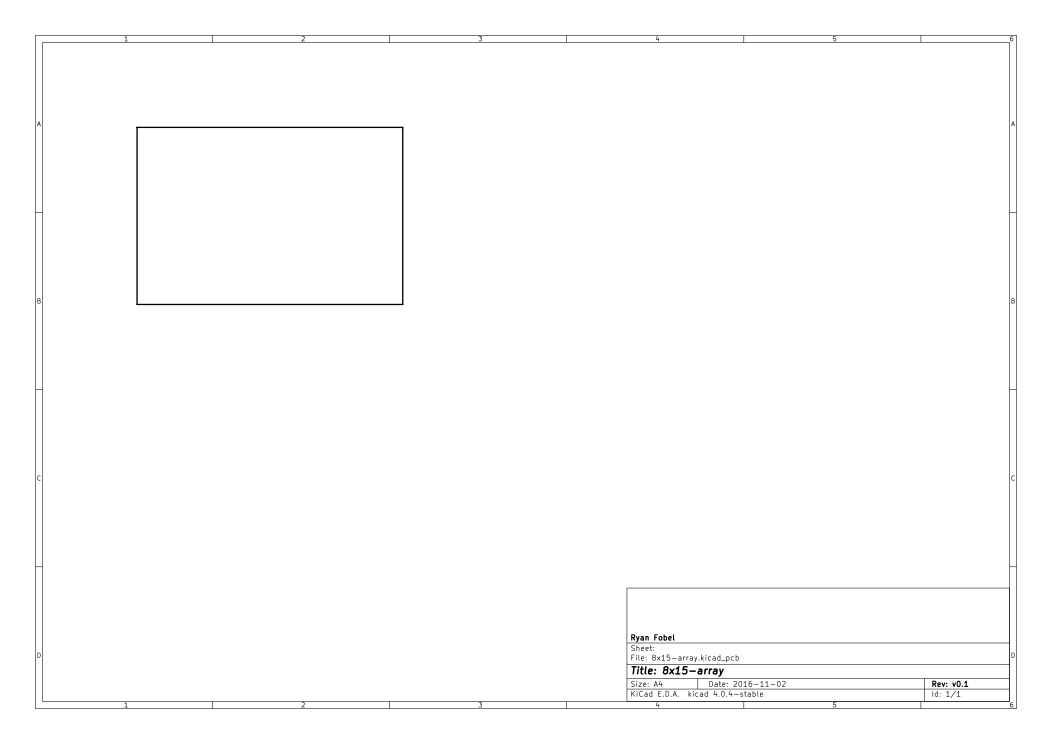 1 2 3 4 5 6
A A
B B
C C
D D
Ryan Fobel
Sheet:
File: 8x15-array.kicad_pcb
Title: 8x15-array
Size: A4 Date: 2016-11-02 Rev: v0.1
KiCad E.D.A. kicad 4.0.4-stable Id: 1/1
1 2 3 4 5 6